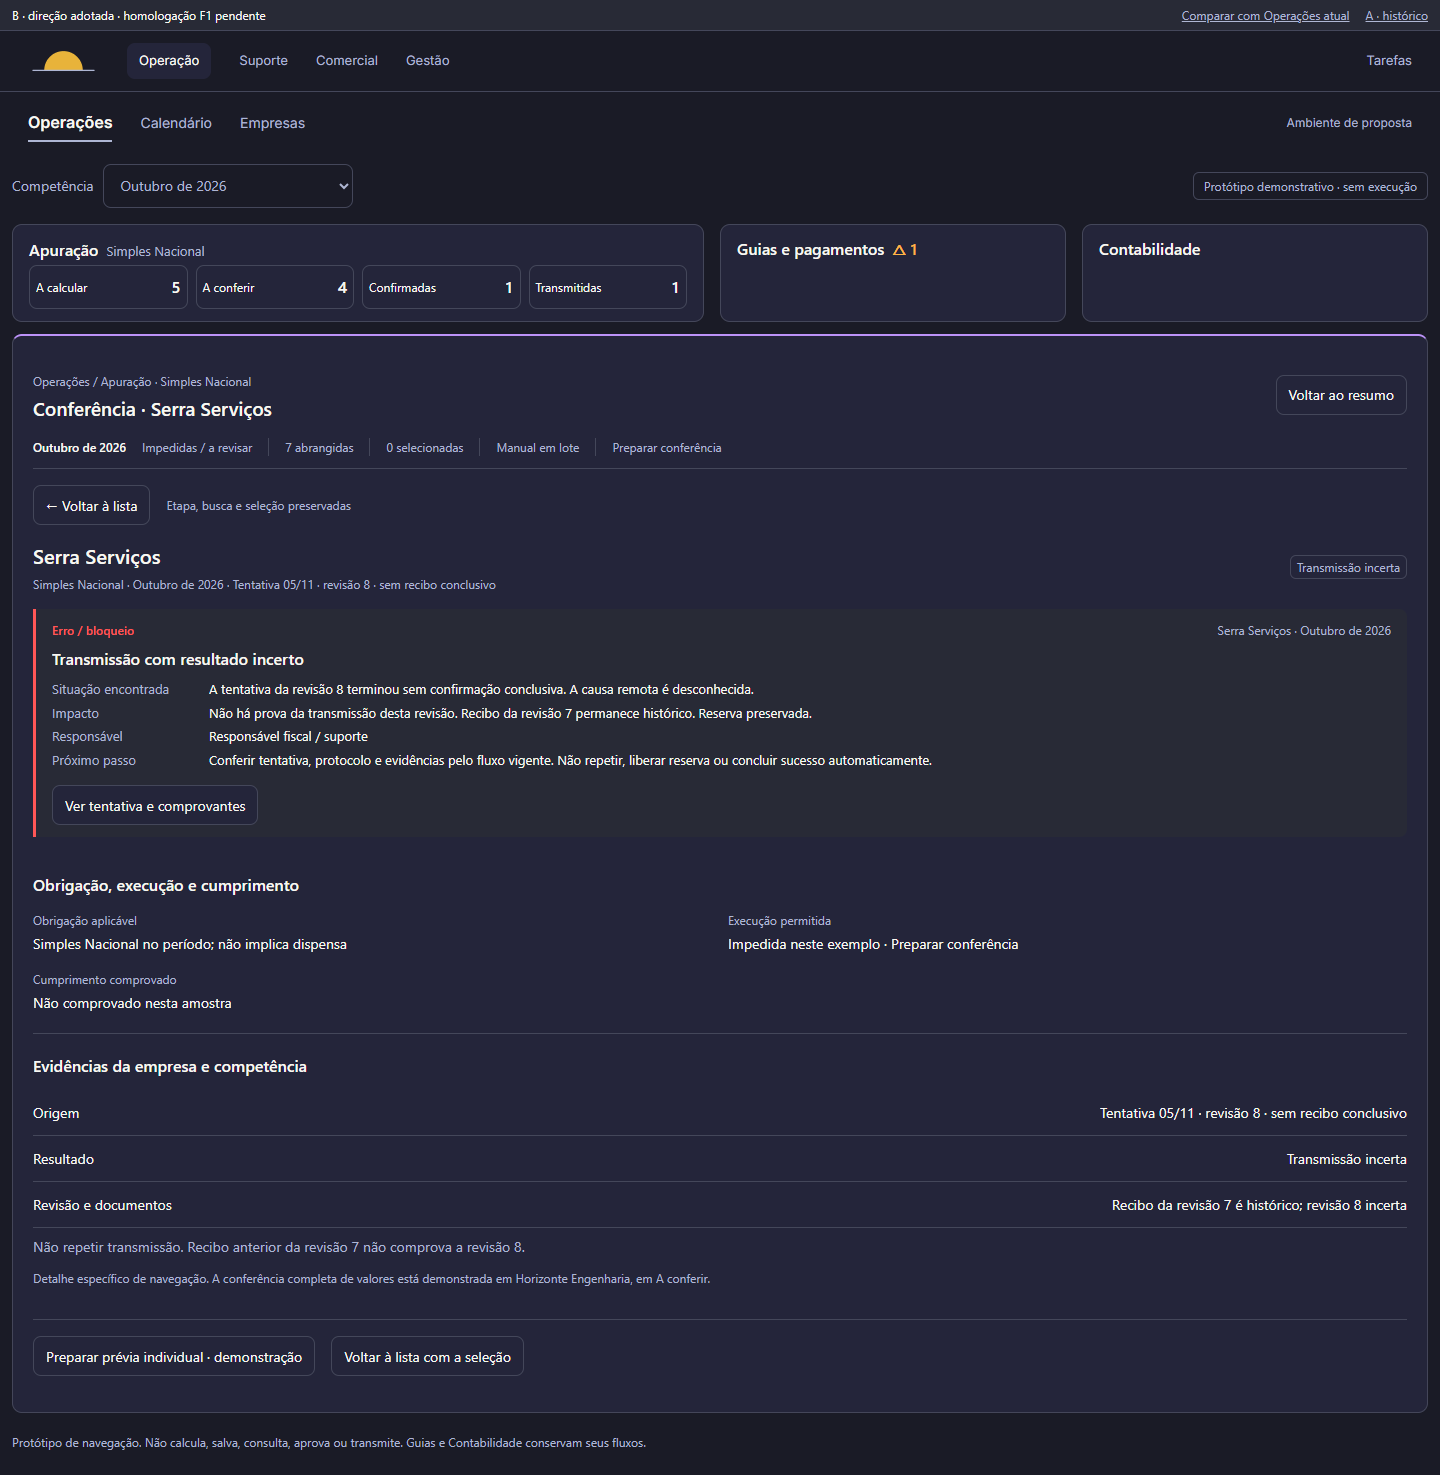 B · direção adotada · homologação F1 pendente
Comparar com Operações atual
A · histórico
Operação
Suporte
Comercial
Gestão
Tarefas
Operações
Calendário
Empresas
Ambiente de proposta
Competência
Outubro de 2026
Protótipo demonstrativo · sem execução
Apuração Simples Nacional
A calcular 5
A conferir 4
Confirmadas 1
Transmitidas 1
Guias e pagamentos △ 1
Contabilidade
Operações / Apuração · Simples Nacional
Conferência · Serra Serviços
Voltar ao resumo
Outubro de 2026 Impedidas / a revisar 7 abrangidas 0 selecionadas Manual em lote Preparar conferência
← Voltar à lista
Etapa, busca e seleção preservadas
Serra Serviços
Simples Nacional · Outubro de 2026 · Tentativa 05/11 · revisão 8 · sem recibo conclusivo
Transmissão incerta
Erro / bloqueio
Serra Serviços · Outubro de 2026
Transmissão com resultado incerto
Situação encontrada A tentativa da revisão 8 terminou sem confirmação conclusiva. A causa remota é desconhecida.
Impacto Não há prova da transmissão desta revisão. Recibo da revisão 7 permanece histórico. Reserva preservada.
Responsável Responsável fiscal / suporte
Próximo passo Conferir tentativa, protocolo e evidências pelo fluxo vigente. Não repetir, liberar reserva ou concluir sucesso automaticamente.
Ver tentativa e comprovantes
Obrigação, execução e cumprimento
Obrigação aplicável
Simples Nacional no período; não implica dispensa
Execução permitida
Impedida neste exemplo · Preparar conferência
Cumprimento comprovado
Não comprovado nesta amostra
Evidências da empresa e competência
Origem Tentativa 05/11 · revisão 8 · sem recibo conclusivo
Resultado Transmissão incerta
Revisão e documentos Recibo da revisão 7 é histórico; revisão 8 incerta
Não repetir transmissão. Recibo anterior da revisão 7 não comprova a revisão 8.
Detalhe específico de navegação. A conferência completa de valores está demonstrada em Horizonte Engenharia, em A conferir.
Preparar prévia individual · demonstração
Voltar à lista com a seleção
Protótipo de navegação. Não calcula, salva, consulta, aprova ou transmite. Guias e Contabilidade conservam seus fluxos.